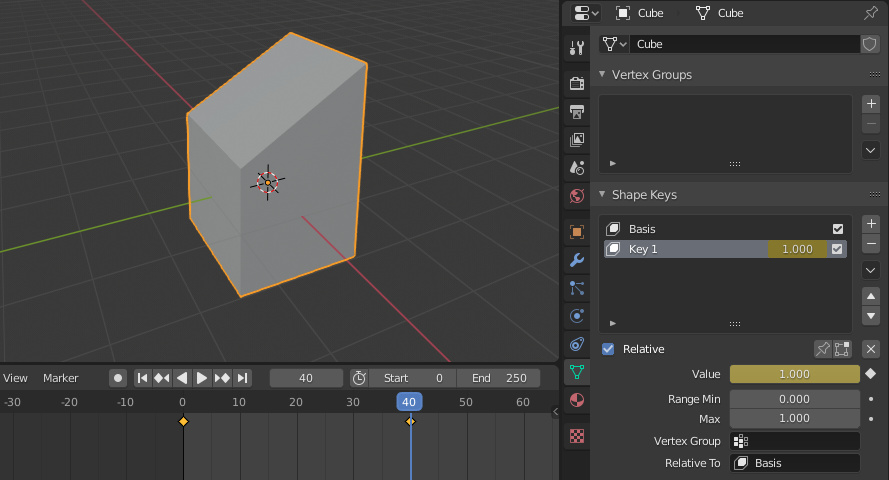 Cube Cube
Cube
Vertex Groups
Shape Keys
Basis
Key 1 1.000
Relative
Value 1.000
Range Min 0.000
Max 1.000
Vertex Group
Relative To Basis
View Marker 40 Start 0 End 250
-30 -20 -10 0 10 20 30 40 50 60